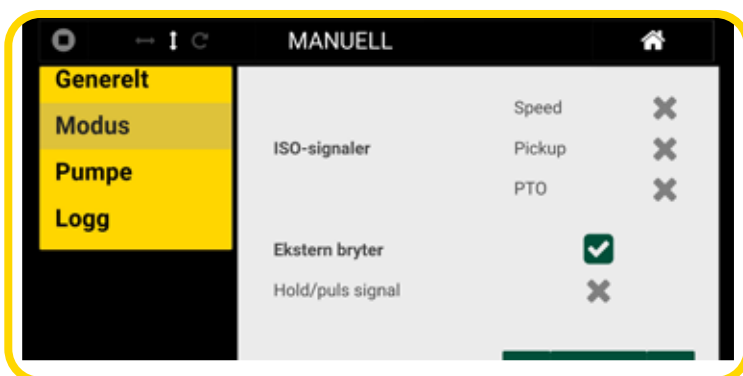 MANUELL
Generelt
Modus
Pumpe
Logg
Speed
ISO-signaler Pickup
PTO
Ekstern bryter
Hold/puls signal